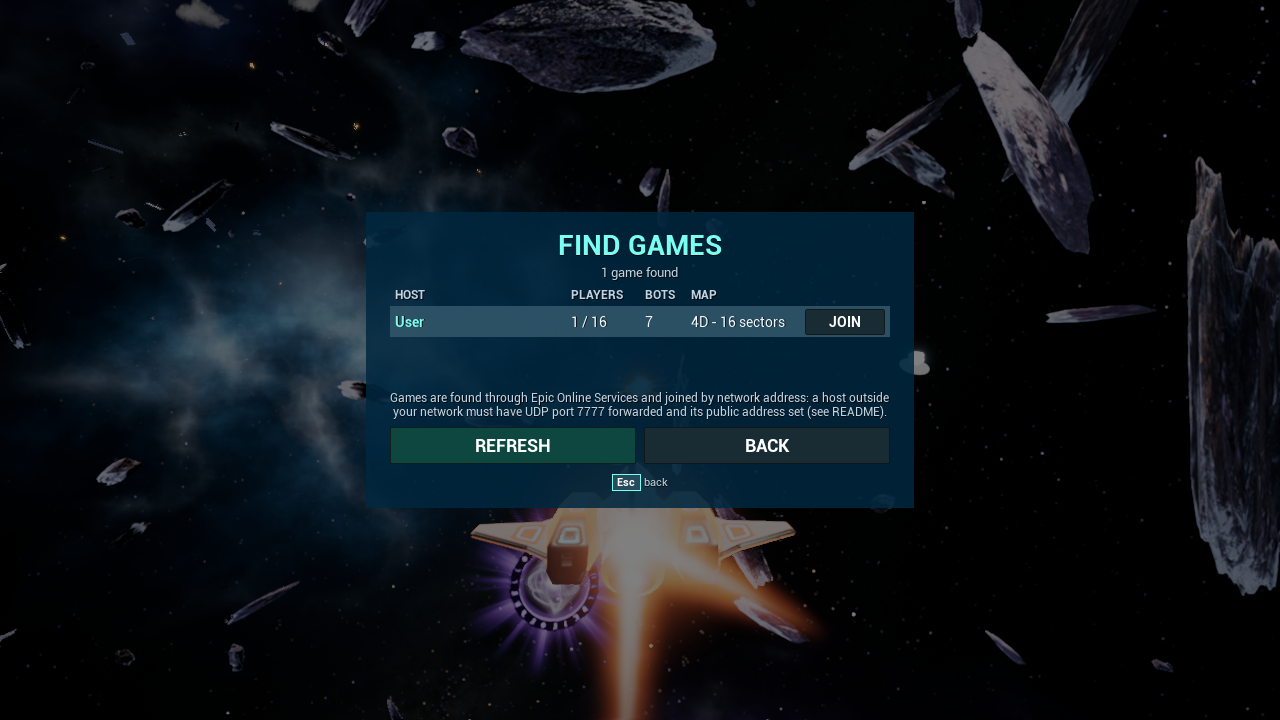 FIND GAMES
1 game found
HOST PLAYERS BOTS MAP
User 1 / 16 7 4D - 16 sectors JOIN
Games are found through Epic Online Services and joined by network address: a host outside
your network must have UDP port 7777 forwarded and its public address set (see README).
REFRESH BACK
Esc back